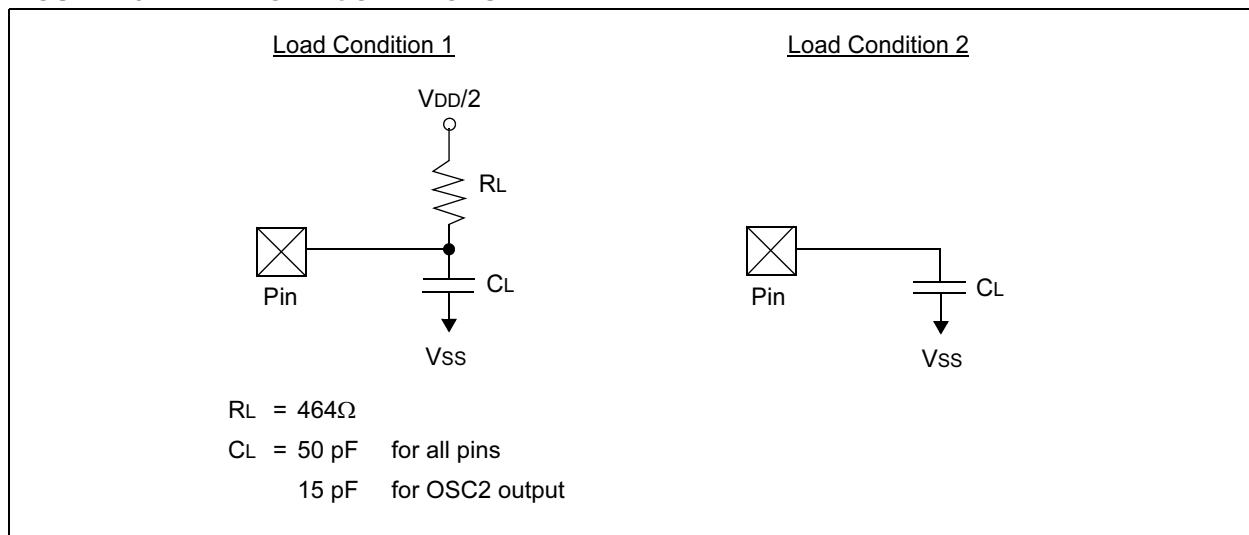 Load Condition 1
VDD/2
RL
Pin
CL
VSS
RL = 464Ω
CL = 50 pF for all pins
15 pF for OSC2 output
Load Condition 2
Pin
CL
VSS